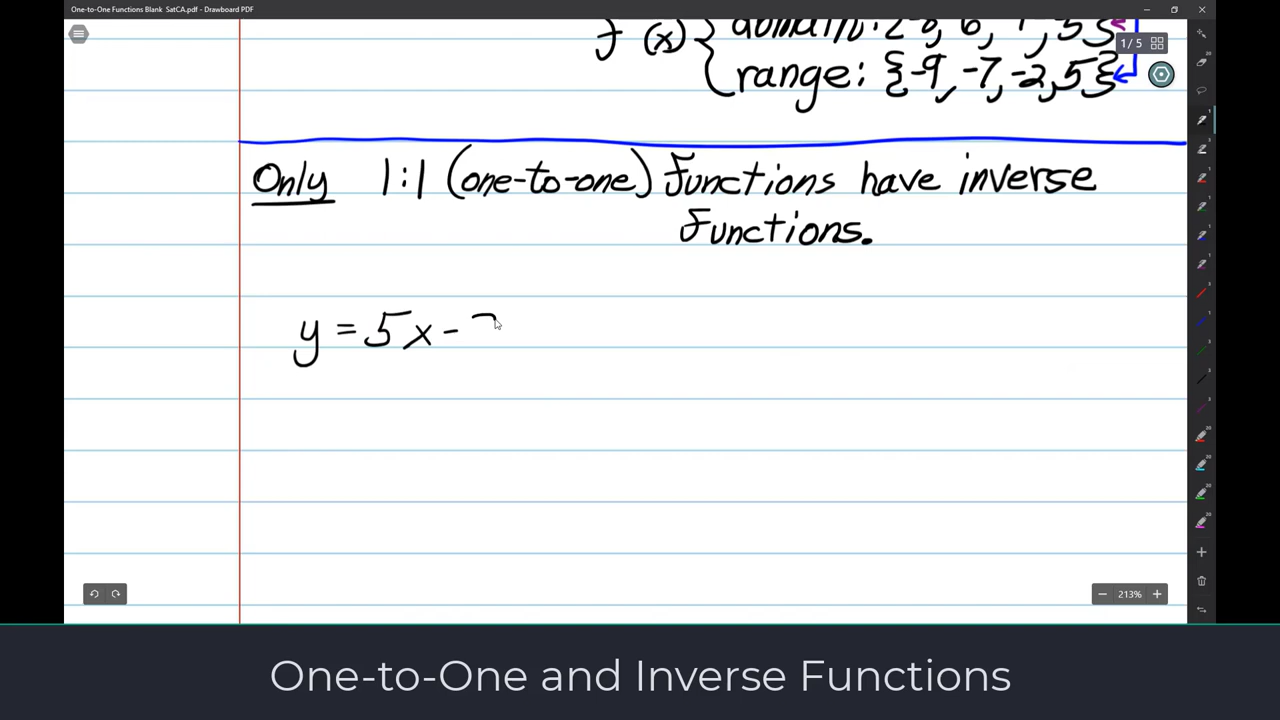 One-to-One Functions Blank SatCA.pdf - Drawboard PDF
1/5
range: {-9, -7, -2, 5}
Only 1:1 (one-to-one) functions have inverse
functions.
y = 5x -
213%
One-to-One and Inverse Functions